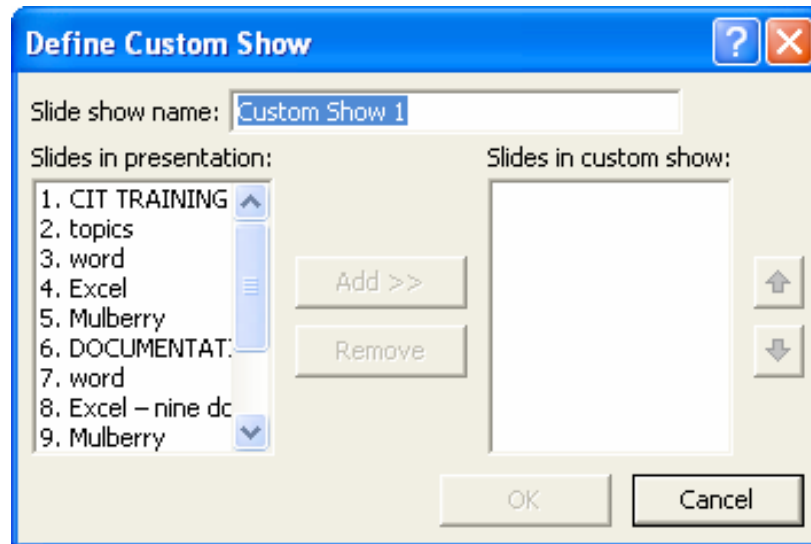 Define Custom Show
Slide show name: Custom Show 1
Slides in presentation:
1. CIT TRAINING
2. topics
3. word
4. Excel
5. Mulberry
6. DOCUMENTAT
7. word
8. Excel – nine dc
9. Mulberry
Add >>
Remove
Slides in custom show:
OK
Cancel